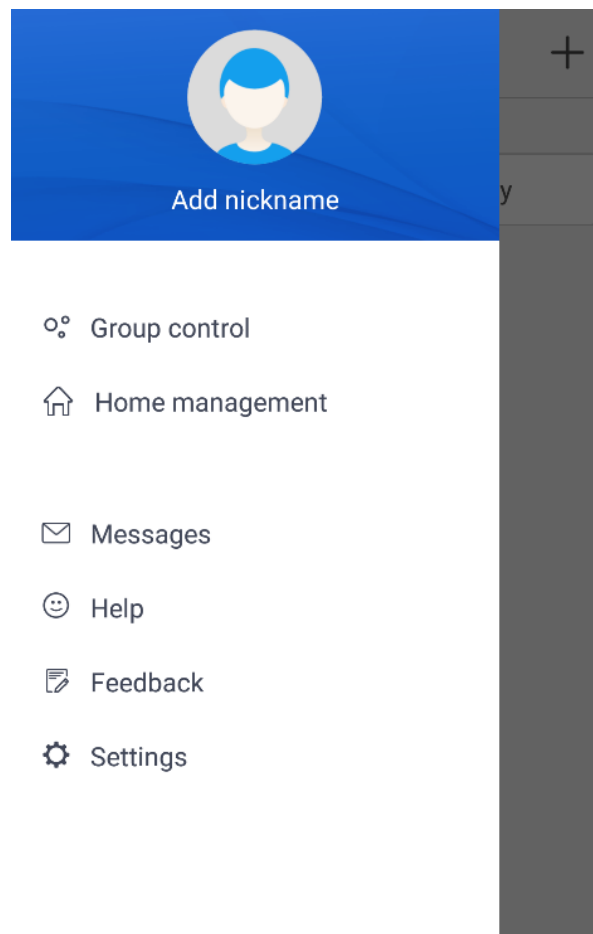 Add nickname
y
Group control
Home management
Messages
Help
Feedback
Settings